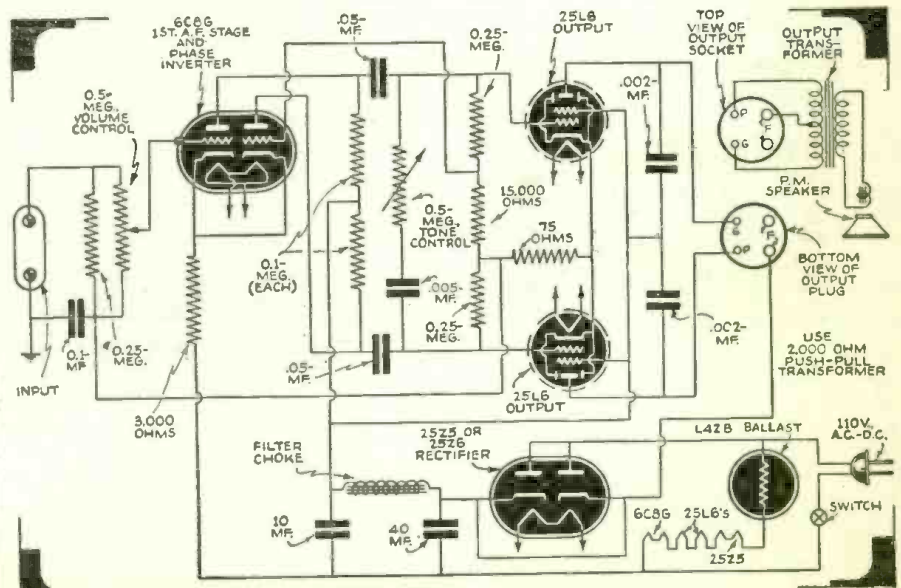 6C8G
1ST. A.F. STAGE
AND
PHASE
INVERTER
0.5-
MEG.,
VOLUME
CONTROL
.05-
MF.
0.25-
MEG.
25L6
OUTPUT
TOP
VIEW OF
OUTPUT
SOCKET
OUTPUT
TRANS-
FORMER
.002-
MF.
P
F
G
P.M.
SPEAKER
15,000
OHMS
0.5-
MEG.,
TONE
CONTROL
75
OHMS
0.1-
MEG.
(EACH)
.005-
MF.
0.25-
MEG.
G
P
F
BOTTOM
VIEW OF
OUTPUT
PLUG
.002-
MF.
INPUT
0.1-
MF.
0.25-
MEG.
.05-
MF.
25L6
OUTPUT
USE
2,000 OHM
PUSH-PULL
TRANSFORMER
3,000
OHMS
FILTER
CHOKE
25Z5 OR
25Z6
RECTIFIER
L42B BALLAST
110V.,
A.C.-D.C.
SWITCH
10
MF.
40
MF.
6C8G
25L6'S
25Z5